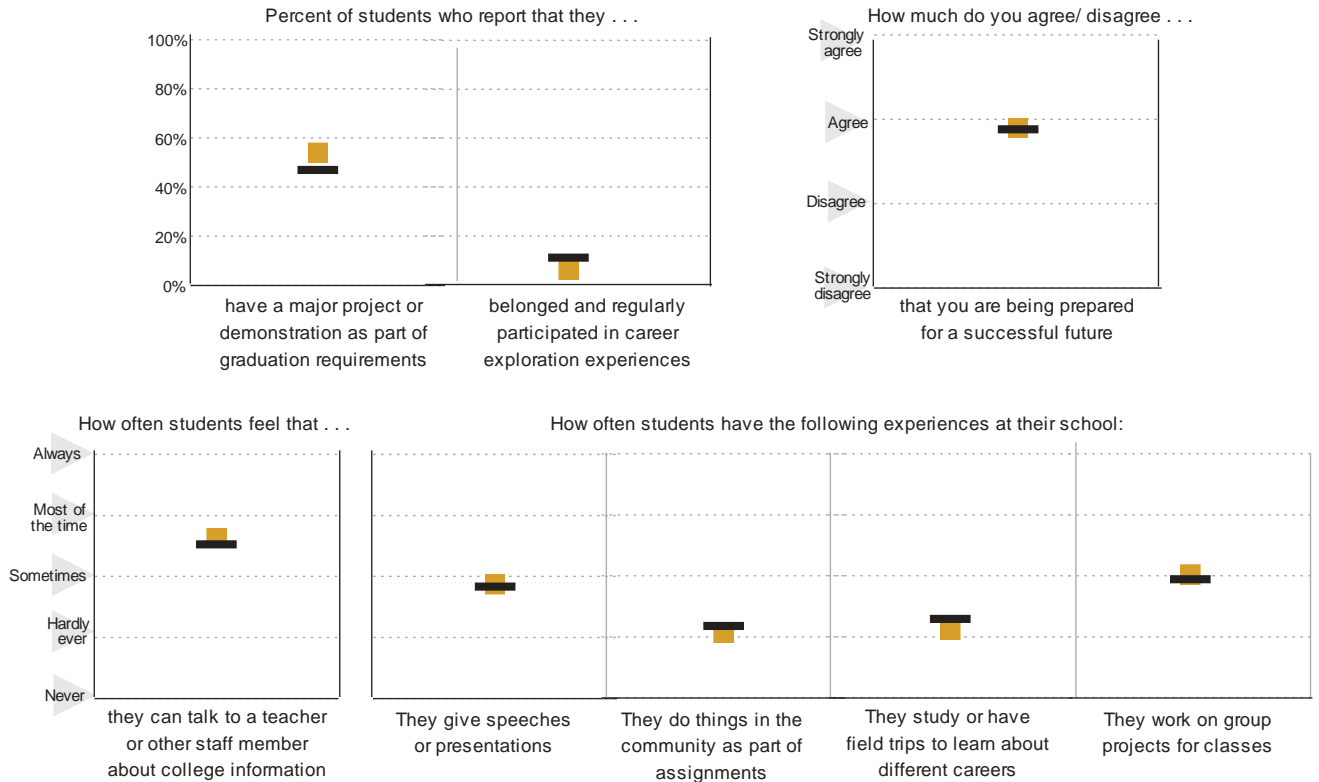 Percent of students who report that they . . .
100%
80%
60%
40%
20%
0%
have a major project or
demonstration as part of
graduation requirements
belonged and regularly
participated in career
exploration experiences
How much do you agree/ disagree . . .
Strongly
agree
Agree
Disagree
Strongly
disagree
that you are being prepared
for a successful future
How often students feel that . . .
Always
Most of
the time
Sometimes
Hardly
ever
Never
they can talk to a teacher
or other staff member
about college information
How often students have the following experiences at their school:
They give speeches
or presentations
They do things in the
community as part of
assignments
They study or have
field trips to learn about
different careers
They work on group
projects for classes